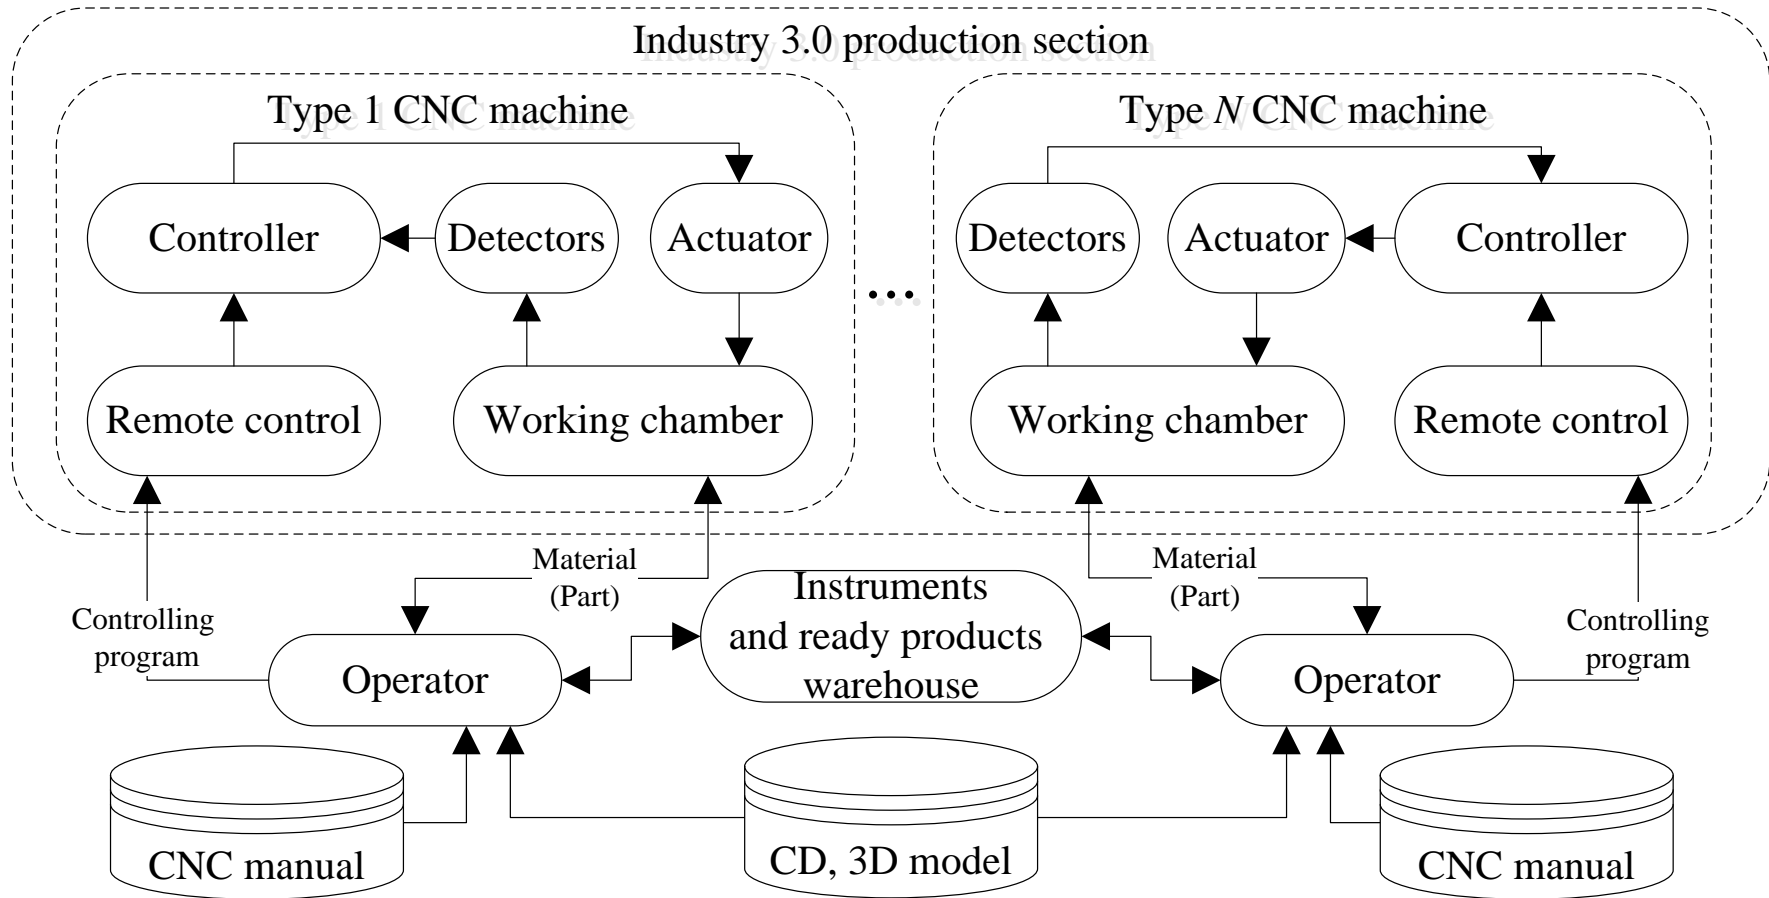 Industry 3.0 production section
Type 1 CNC machine
Type N CNC machine
Controller
Detectors
Actuator
Detectors
Actuator
Controller
...
Remote control
Working chamber
Working chamber
Remote control
Material
(Part)
Material
(Part)
Controlling
program
Instruments
and ready products
warehouse
Controlling
program
Operator
Operator
CNC manual
CD, 3D model
CNC manual